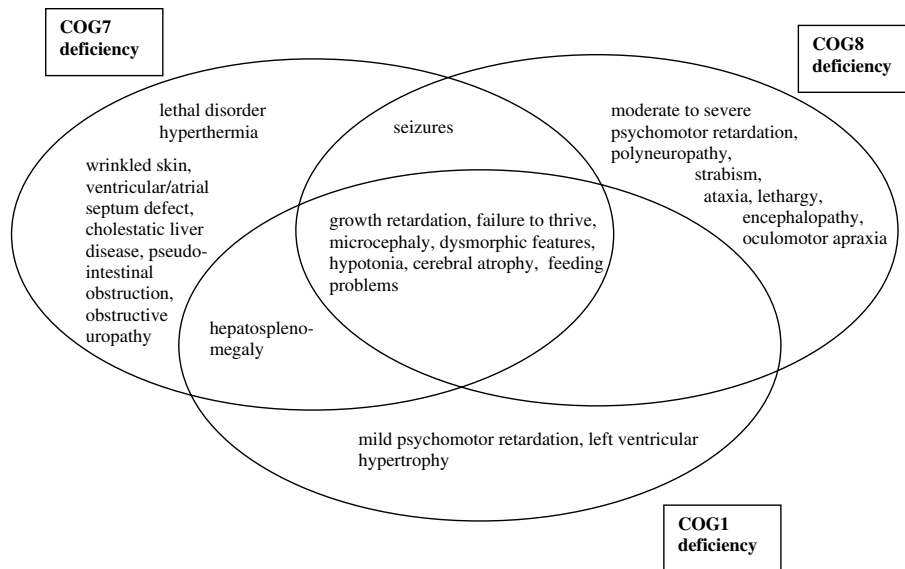 COG7
deficiency
COG8
deficiency
lethal disorder
hyperthermia
seizures
moderate to severe
psychomotor retardation,
polyneuropathy,
strabism,
ataxia, lethargy,
encephalopathy,
oculomotor apraxia
wrinkled skin,
ventricular/atrial
septum defect,
cholestatic liver
disease, pseudo-
intestinal
obstruction,
obstructive
uropathy
growth retardation, failure to thrive,
microcephaly, dysmorphic features,
hypotonia, cerebral atrophy, feeding
problems
hepatospleno-
megaly
mild psychomotor retardation, left ventricular
hypertrophy
COG1
deficiency